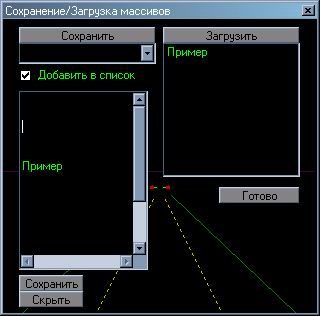 Сохранение/Загрузка массивов
Сохранить
Загрузить
Пример
Добавить в список
Пример
Готово
Сохранить
Скрыть